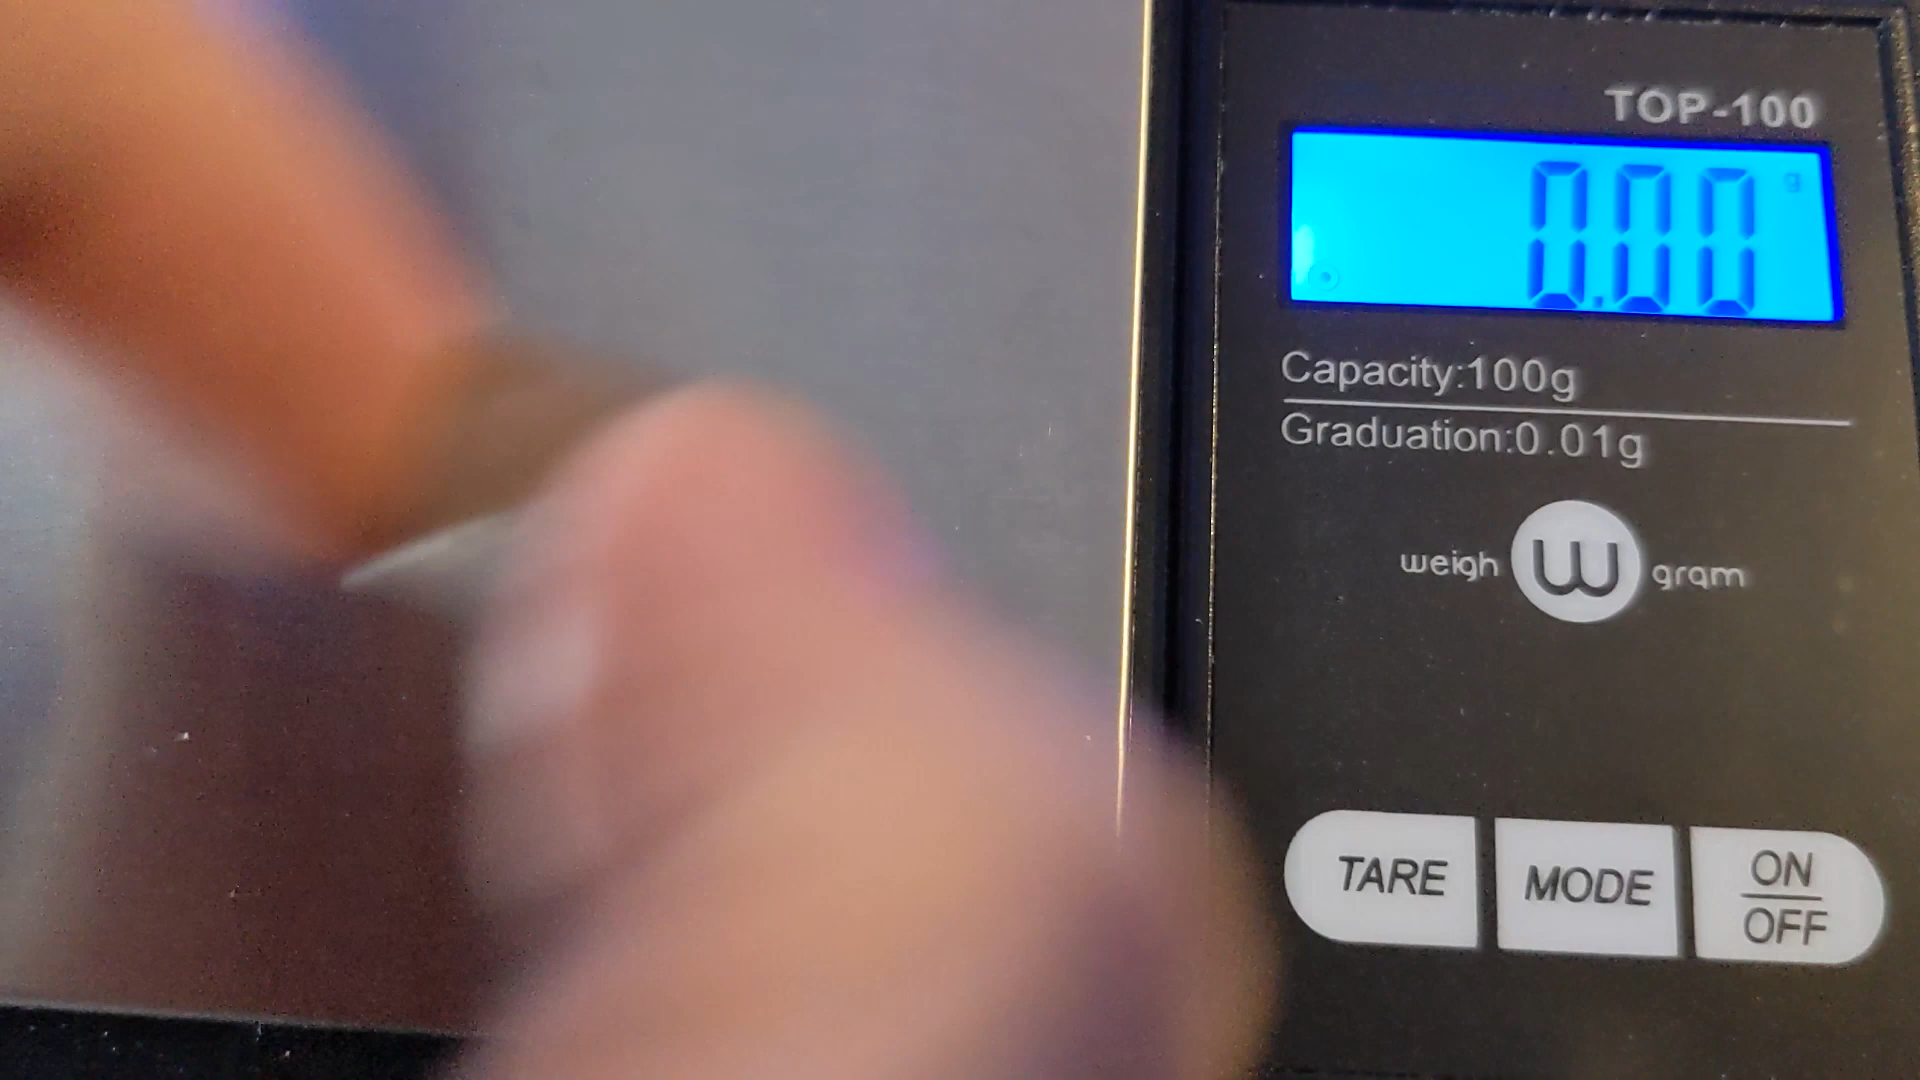 TOP-100
0.00 g
Capacity:100g
Graduation:0.01g
weigh W gram
TARE MODE ON
OFF